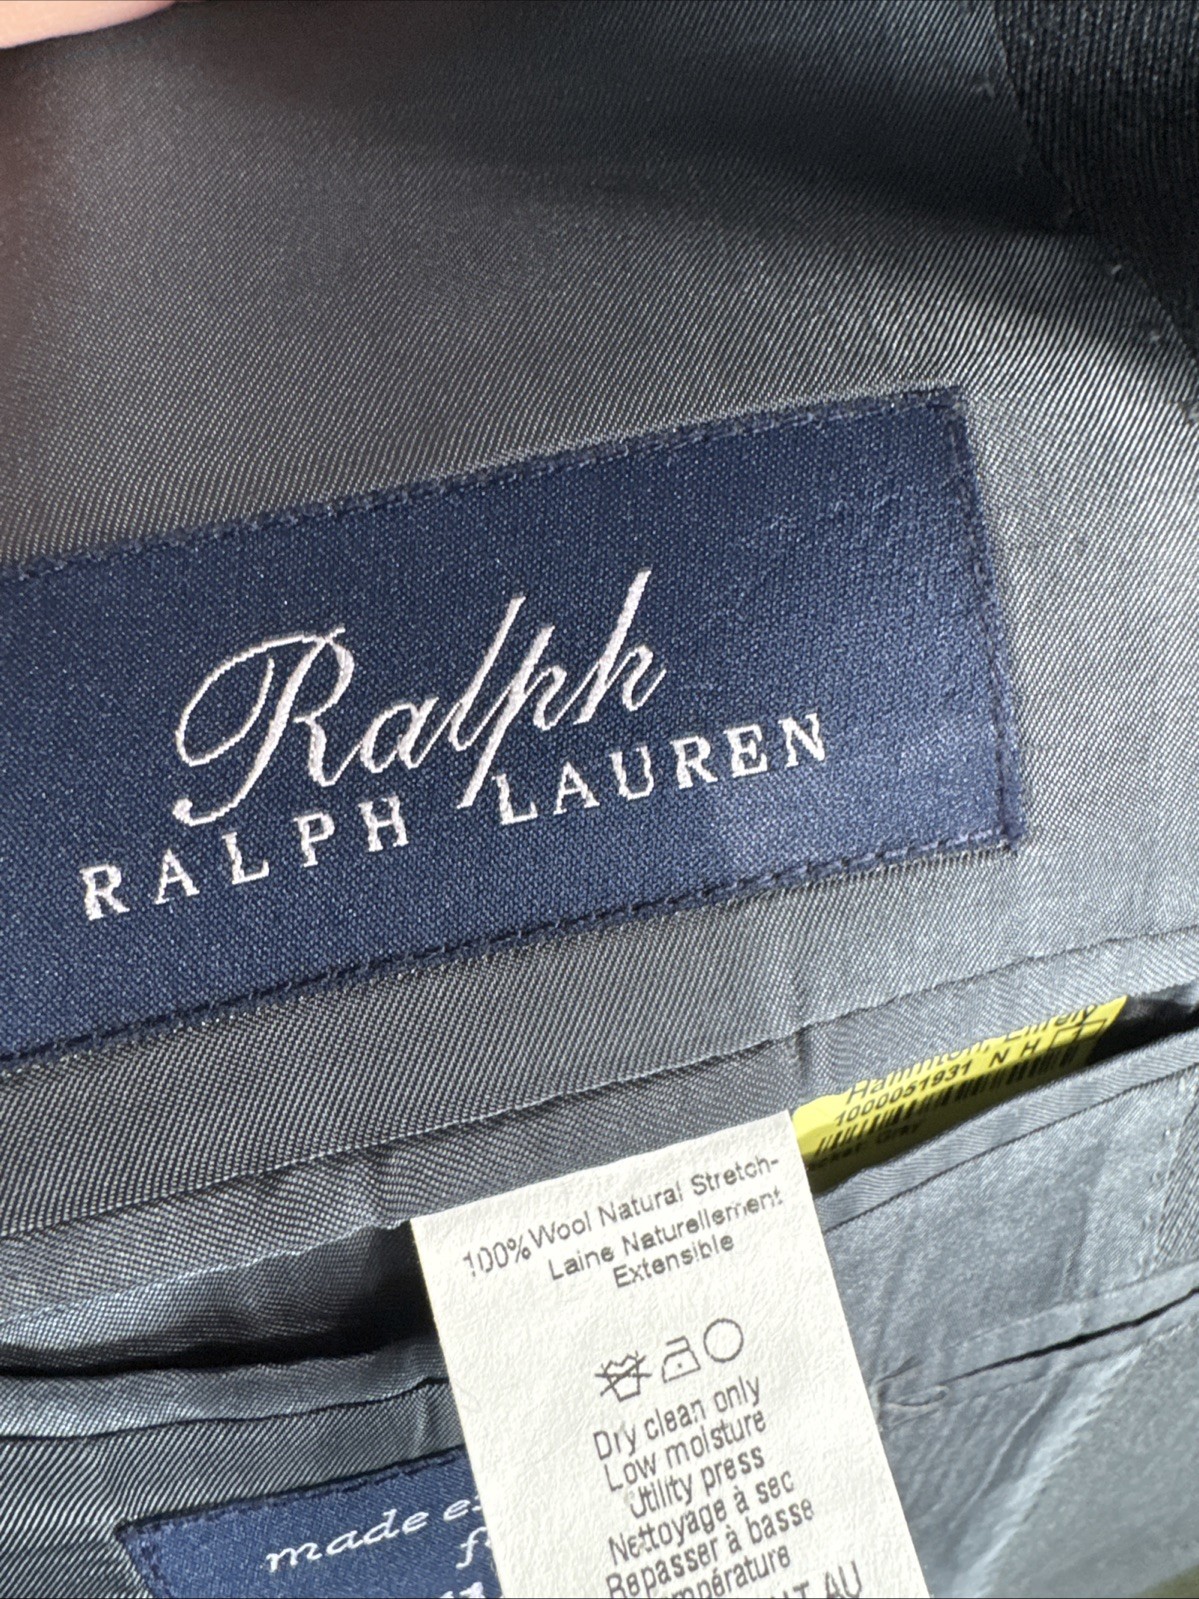 Ralph
RALPH LAUREN
1000051931 N H
100% Wool Natural Stretch-
Laine Naturellement
Extensible
Dry clean only
Low moisture
Utility press
Nettoyage à sec
Repasser à basse
made